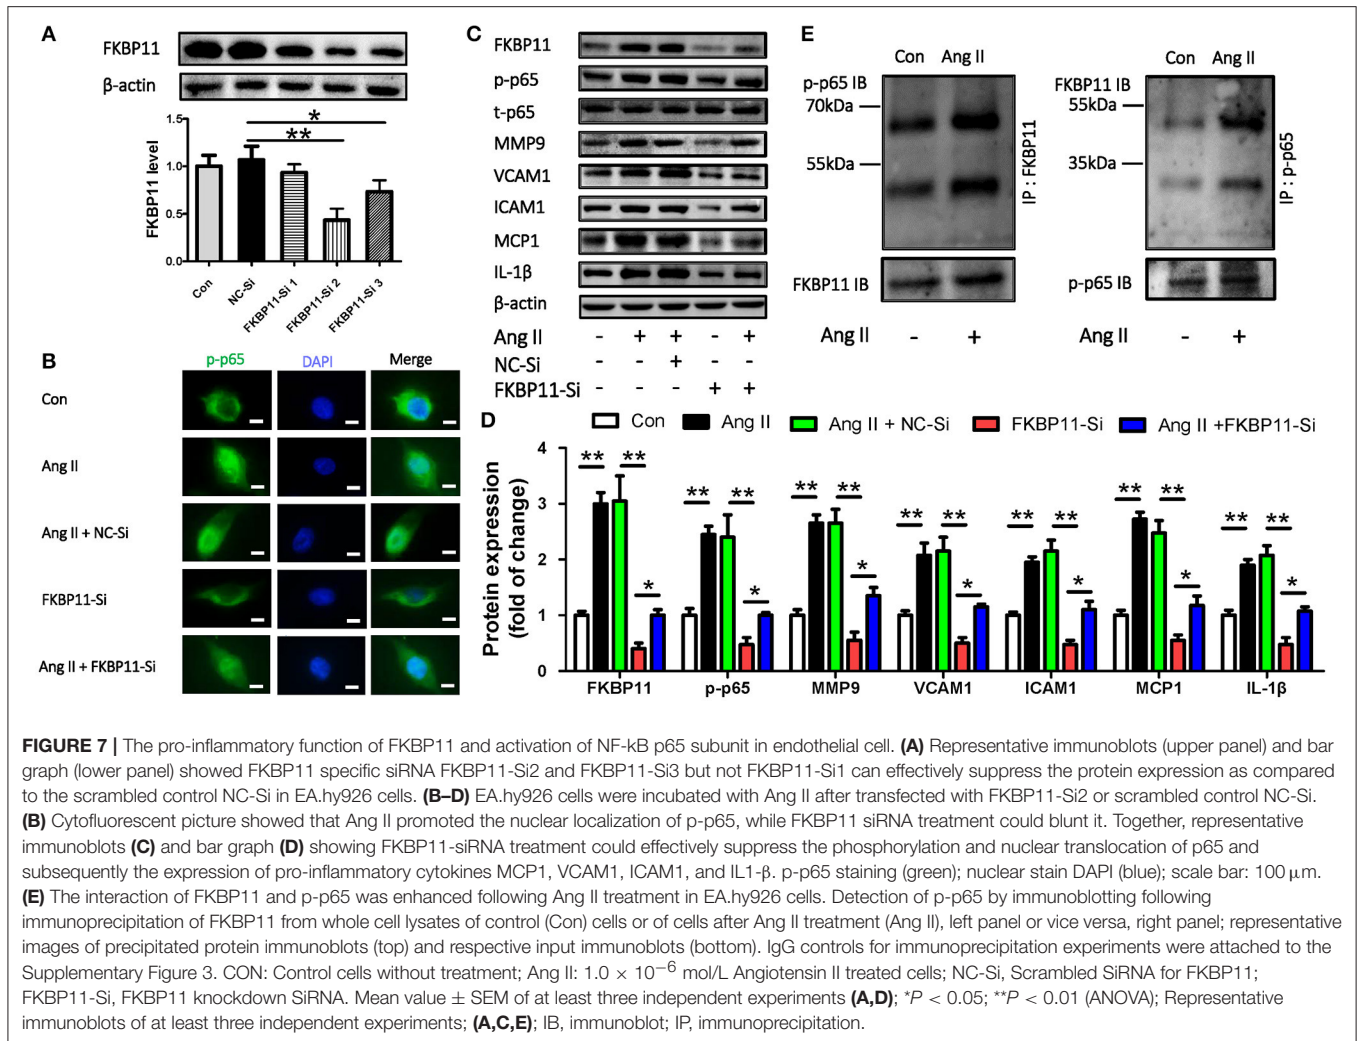 A
FKBP11
β-actin
FKBP11 level
1.5
1.0
0.5
0.0
*
**
Con
NC-Si
FKBP11-Si 1
FKBP11-Si 2
FKBP11-Si 3
B
p-p65 DAPI Merge
Con
Ang II
Ang II + NC-Si
FKBP11-Si
Ang II + FKBP11-Si
C
FKBP11
p-p65
t-p65
MMP9
VCAM1
ICAM1
MCP1
IL-1β
β-actin
Ang II - + + - +
NC-Si - - + - -
FKBP11-Si - - - + +
E
Con Ang II
p-p65 IB
70kDa
55kDa
IP : FKBP11
FKBP11 IB
Ang II - +
Con Ang II
FKBP11 IB
55kDa
35kDa
IP : p-p65
p-p65 IB
Ang II - +
D
Con Ang II Ang II + NC-Si FKBP11-Si Ang II +FKBP11-Si
Protein expression
(fold of change)
4
3
2
1
0
** ** *
** ** *
** ** *
** ** *
** ** *
** ** *
** ** *
FKBP11 p-p65 MMP9 VCAM1 ICAM1 MCP1 IL-1β
FIGURE 7 | The pro-inflammatory function of FKBP11 and activation of NF-kB p65 subunit in endothelial cell. (A) Representative immunoblots (upper panel) and bar
graph (lower panel) showed FKBP11 specific siRNA FKBP11-Si2 and FKBP11-Si3 but not FKBP11-Si1 can effectively suppress the protein expression as compared
to the scrambled control NC-Si in EA.hy926 cells. (B–D) EA.hy926 cells were incubated with Ang II after transfected with FKBP11-Si2 or scrambled control NC-Si.
(B) Cytofluorescent picture showed that Ang II promoted the nuclear localization of p-p65, while FKBP11 siRNA treatment could blunt it. Together, representative
immunoblots (C) and bar graph (D) showing FKBP11-siRNA treatment could effectively suppress the phosphorylation and nuclear translocation of p65 and
subsequently the expression of pro-inflammatory cytokines MCP1, VCAM1, ICAM1, and IL1-β. p-p65 staining (green); nuclear stain DAPI (blue); scale bar: 100 μm.
(E) The interaction of FKBP11 and p-p65 was enhanced following Ang II treatment in EA.hy926 cells. Detection of p-p65 by immunoblotting following
immunoprecipitation of FKBP11 from whole cell lysates of control (Con) cells or of cells after Ang II treatment (Ang II), left panel or vice versa, right panel; representative
images of precipitated protein immunoblots (top) and respective input immunoblots (bottom). IgG controls for immunoprecipitation experiments were attached to the
Supplementary Figure 3. CON: Control cells without treatment; Ang II: 1.0 × 10⁻⁶ mol/L Angiotensin II treated cells; NC-Si, Scrambled SiRNA for FKBP11;
FKBP11-Si, FKBP11 knockdown SiRNA. Mean value ± SEM of at least three independent experiments (A,D); *P < 0.05; **P < 0.01 (ANOVA); Representative
immunoblots of at least three independent experiments; (A,C,E); IB, immunoblot; IP, immunoprecipitation.